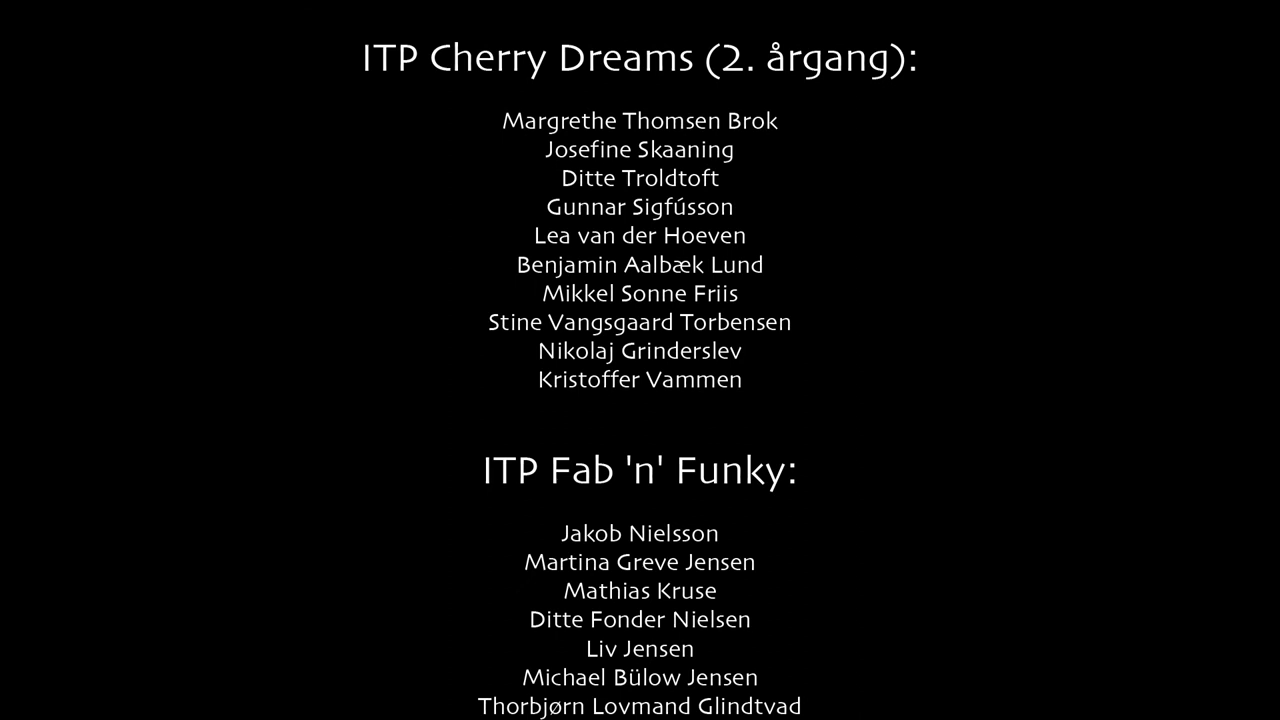 ITP Cherry Dreams (2. årgang):
Margrethe Thomsen Brok
Josefine Skaaning
Ditte Troldtoft
Gunnar Sigfússon
Lea van der Hoeven
Benjamin Aalbæk Lund
Mikkel Sonne Friis
Stine Vangsgaard Torbensen
Nikolaj Grinderslev
Kristoffer Vammen
ITP Fab 'n' Funky:
Jakob Nielsson
Martina Greve Jensen
Mathias Kruse
Ditte Fonder Nielsen
Liv Jensen
Michael Bülow Jensen
Thorbjørn Lovmand Glindtvad